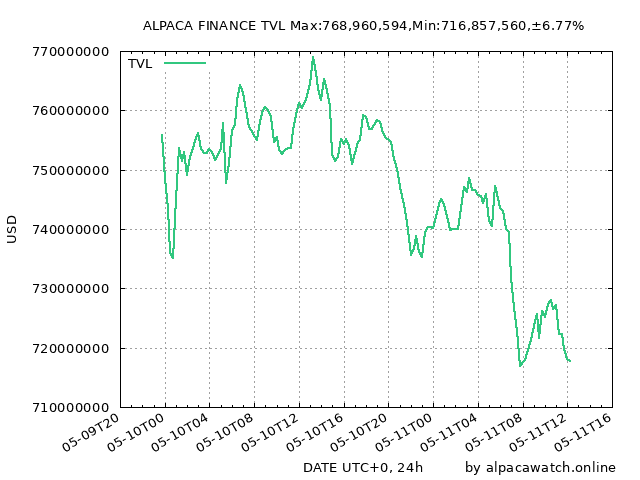 ALPACA FINANCE TVL Max:768,960,594,Min:716,857,560,±6.77%
770000000
TVL
760000000
750000000
740000000
USD
730000000
720000000
710000000
05-09T20 05-10T00 05-10T04 05-10T08 05-10T12 05-10T16 05-10T20 05-11T00 05-11T04 05-11T08 05-11T12 05-11T16
DATE UTC+0, 24h by alpacawatch.online